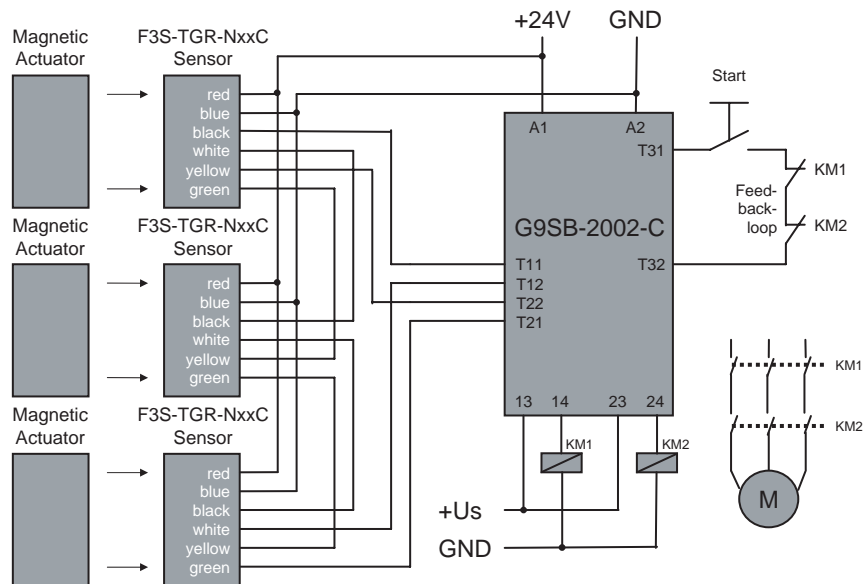 +24V
GND
Magnetic
Actuator
F3S-TGR-NxxC
Sensor
red
blue
black
white
yellow
green
Magnetic
Actuator
F3S-TGR-NxxC
Sensor
red
blue
black
white
yellow
green
Magnetic
Actuator
F3S-TGR-NxxC
Sensor
red
blue
black
white
yellow
green
A1
A2
T31
G9SB-2002-C
T11
T12
T22
T21
T32
13
14
23
24
Start
KM1
Feed-
back-
loop
KM2
KM1
KM2
+Us
GND
KM1
KM2
M